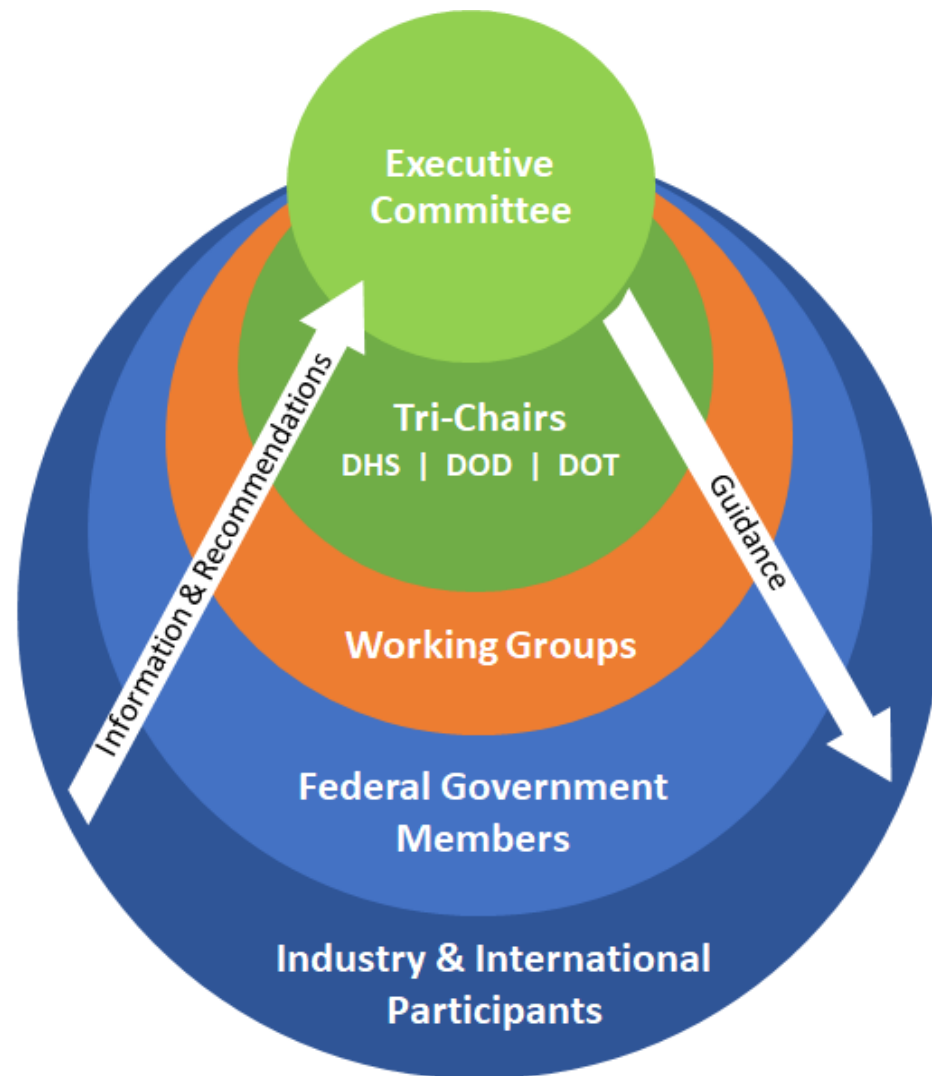 Executive
Committee
Tri-Chairs
DHS | DOD | DOT
Working Groups
Federal Government
Members
Industry & International
Participants
Information & Recommendations
Guidance